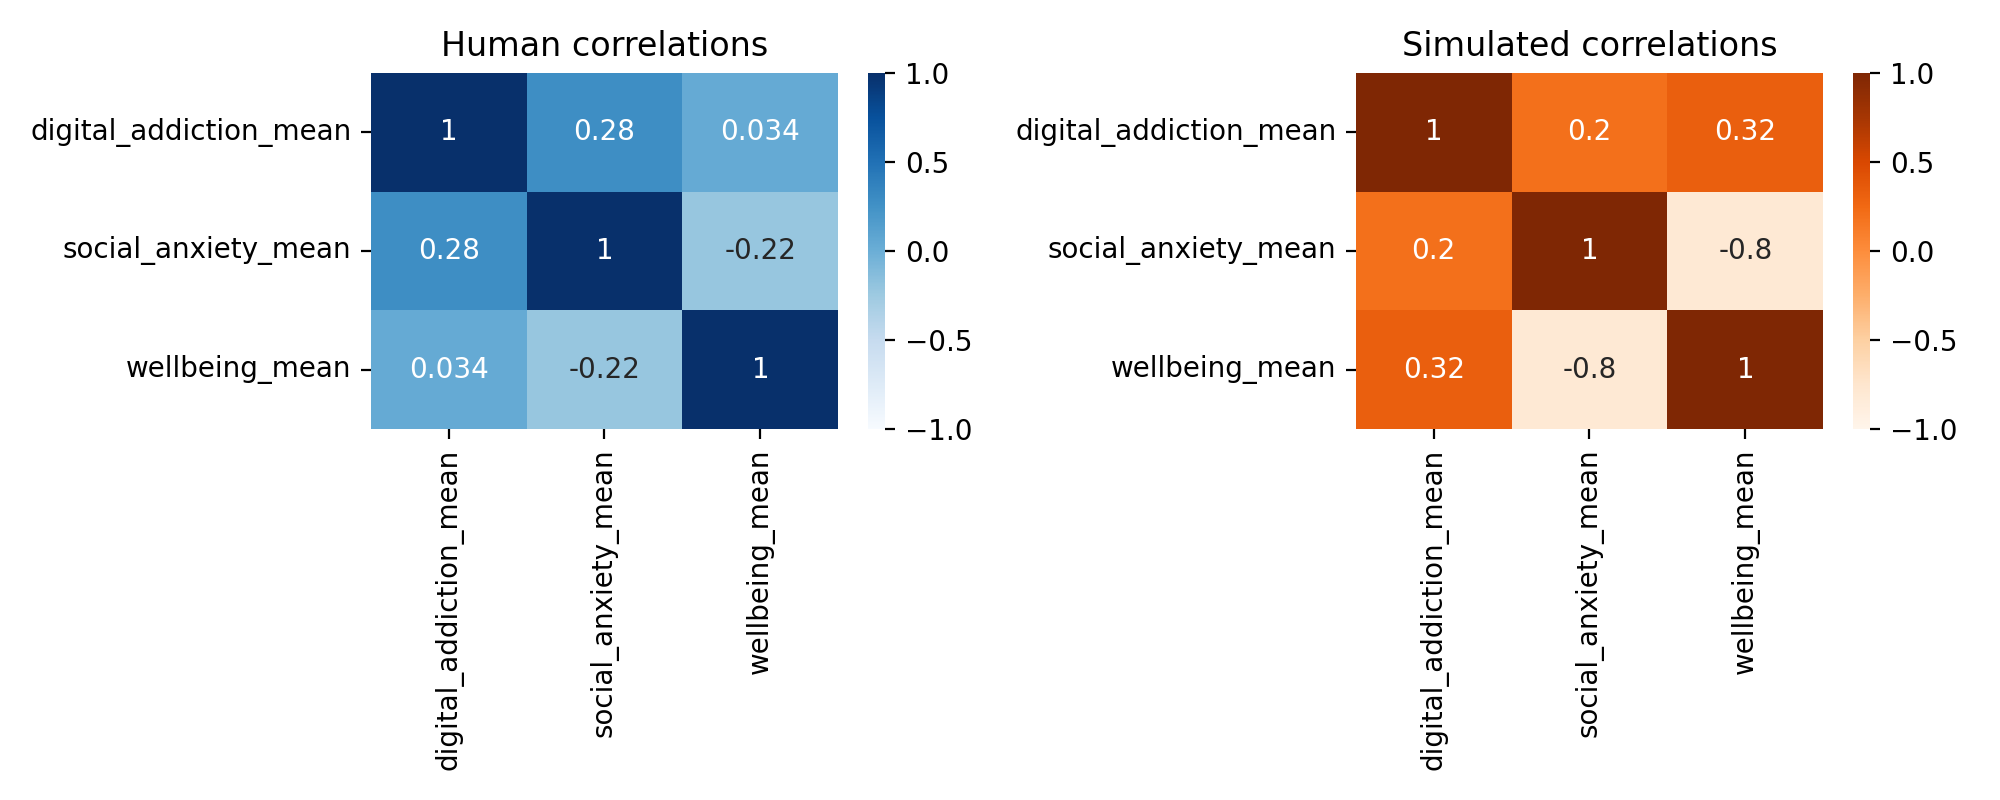 Human correlations
digital_addiction_mean
social_anxiety_mean
wellbeing_mean
1 0.28 0.034
0.28 1 -0.22
0.034 -0.22 1
digital_addiction_mean
social_anxiety_mean
wellbeing_mean
1.0
0.5
0.0
−0.5
−1.0
Simulated correlations
digital_addiction_mean
social_anxiety_mean
wellbeing_mean
1 0.2 0.32
0.2 1 -0.8
0.32 -0.8 1
digital_addiction_mean
social_anxiety_mean
wellbeing_mean
1.0
0.5
0.0
−0.5
−1.0